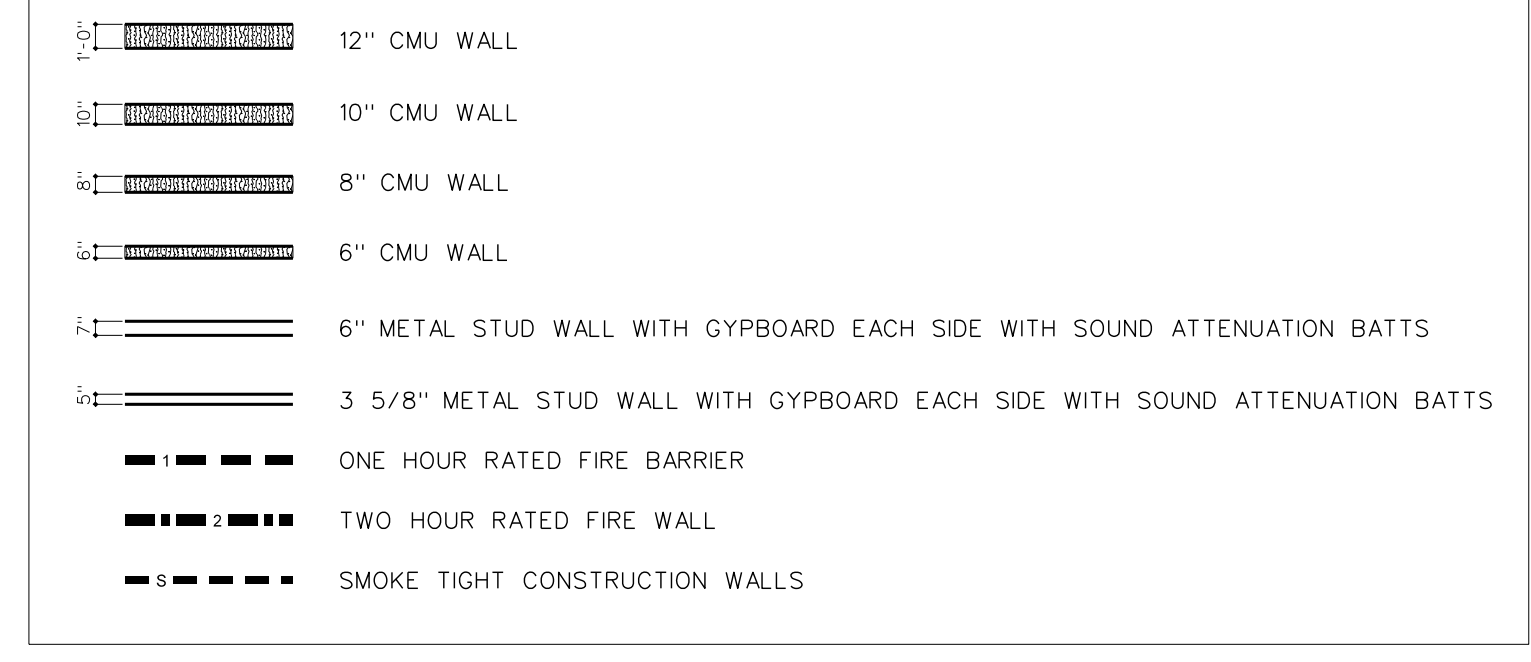 1'-0" 12" CMU WALL
10" 10" CMU WALL
8" 8" CMU WALL
6" 6" CMU WALL
7" 6" METAL STUD WALL WITH GYPBOARD EACH SIDE WITH SOUND ATTENUATION BATTS
5" 3 5/8" METAL STUD WALL WITH GYPBOARD EACH SIDE WITH SOUND ATTENUATION BATTS
1 ONE HOUR RATED FIRE BARRIER
2 TWO HOUR RATED FIRE WALL
S SMOKE TIGHT CONSTRUCTION WALLS